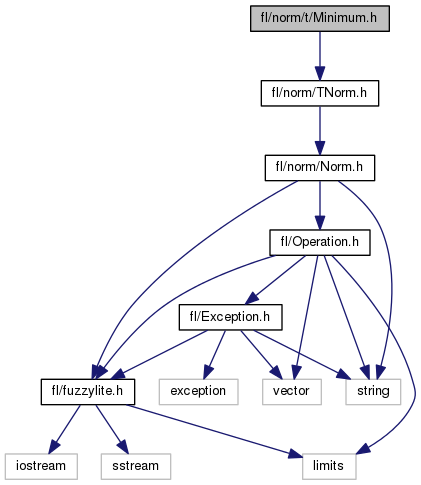 fl/norm/t/Minimum.h
fl/norm/TNorm.h
fl/norm/Norm.h
fl/Operation.h
fl/Exception.h
fl/fuzzylite.h
exception
vector
string
iostream
sstream
limits